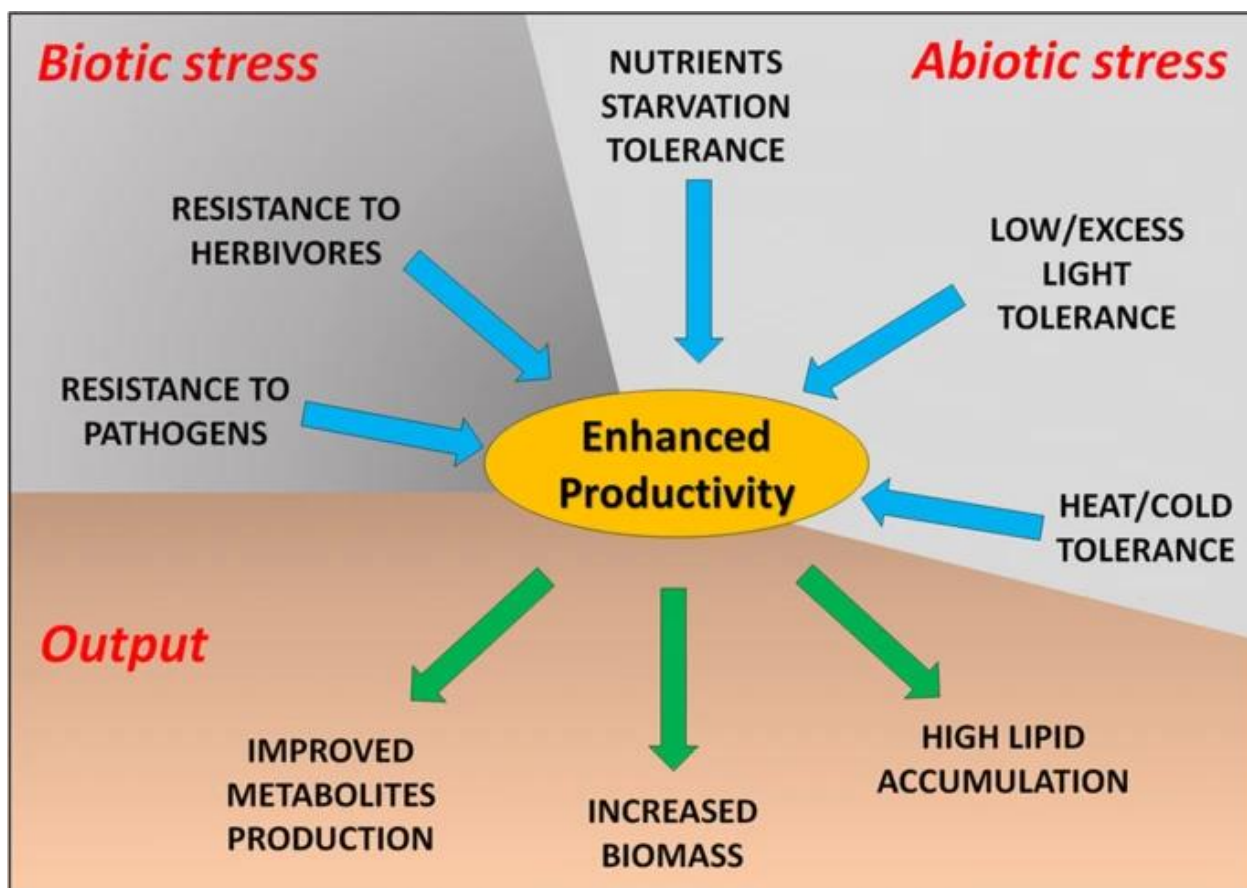 Biotic stress
Abiotic stress
NUTRIENTS
STARVATION
TOLERANCE
RESISTANCE TO
HERBIVORES
LOW/EXCESS
LIGHT
TOLERANCE
RESISTANCE TO
PATHOGENS
Enhanced
Productivity
HEAT/COLD
TOLERANCE
Output
IMPROVED
METABOLITES
PRODUCTION
INCREASED
BIOMASS
HIGH LIPID
ACCUMULATION